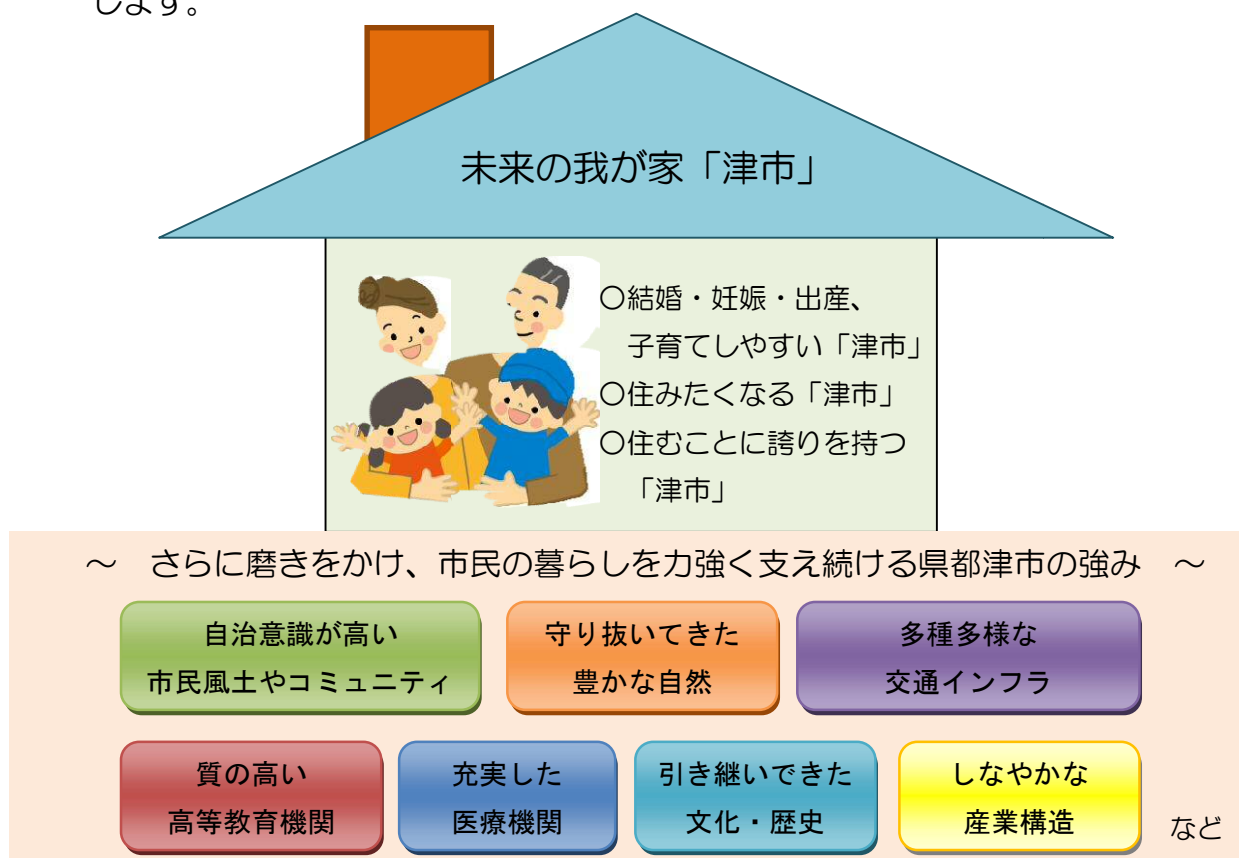 します。
未来の我が家「津市」
〇結婚・妊娠・出産、
子育てしやすい「津市」
〇住みたくなる「津市」
〇住むことに誇りを持つ
「津市」
～　さらに磨きをかけ、市民の暮らしを力強く支え続ける県都津市の強み　～
自治意識が高い
市民風土やコミュニティ
守り抜いてきた
豊かな自然
多種多様な
交通インフラ
質の高い
高等教育機関
充実した
医療機関
引き継いできた
文化・歴史
しなやかな
産業構造
など